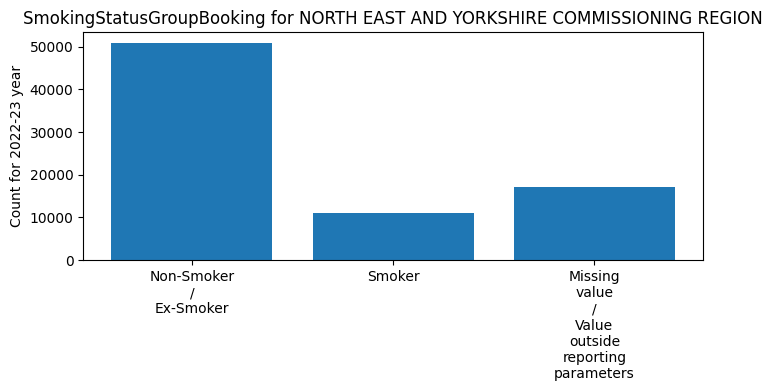 SmokingStatusGroupBooking for NORTH EAST AND YORKSHIRE COMMISSIONING REGION
Count for 2022-23 year
50000
40000
30000
20000
10000
0
Non-Smoker
/
Ex-Smoker
Smoker
Missing
value
/
Value
outside
reporting
parameters